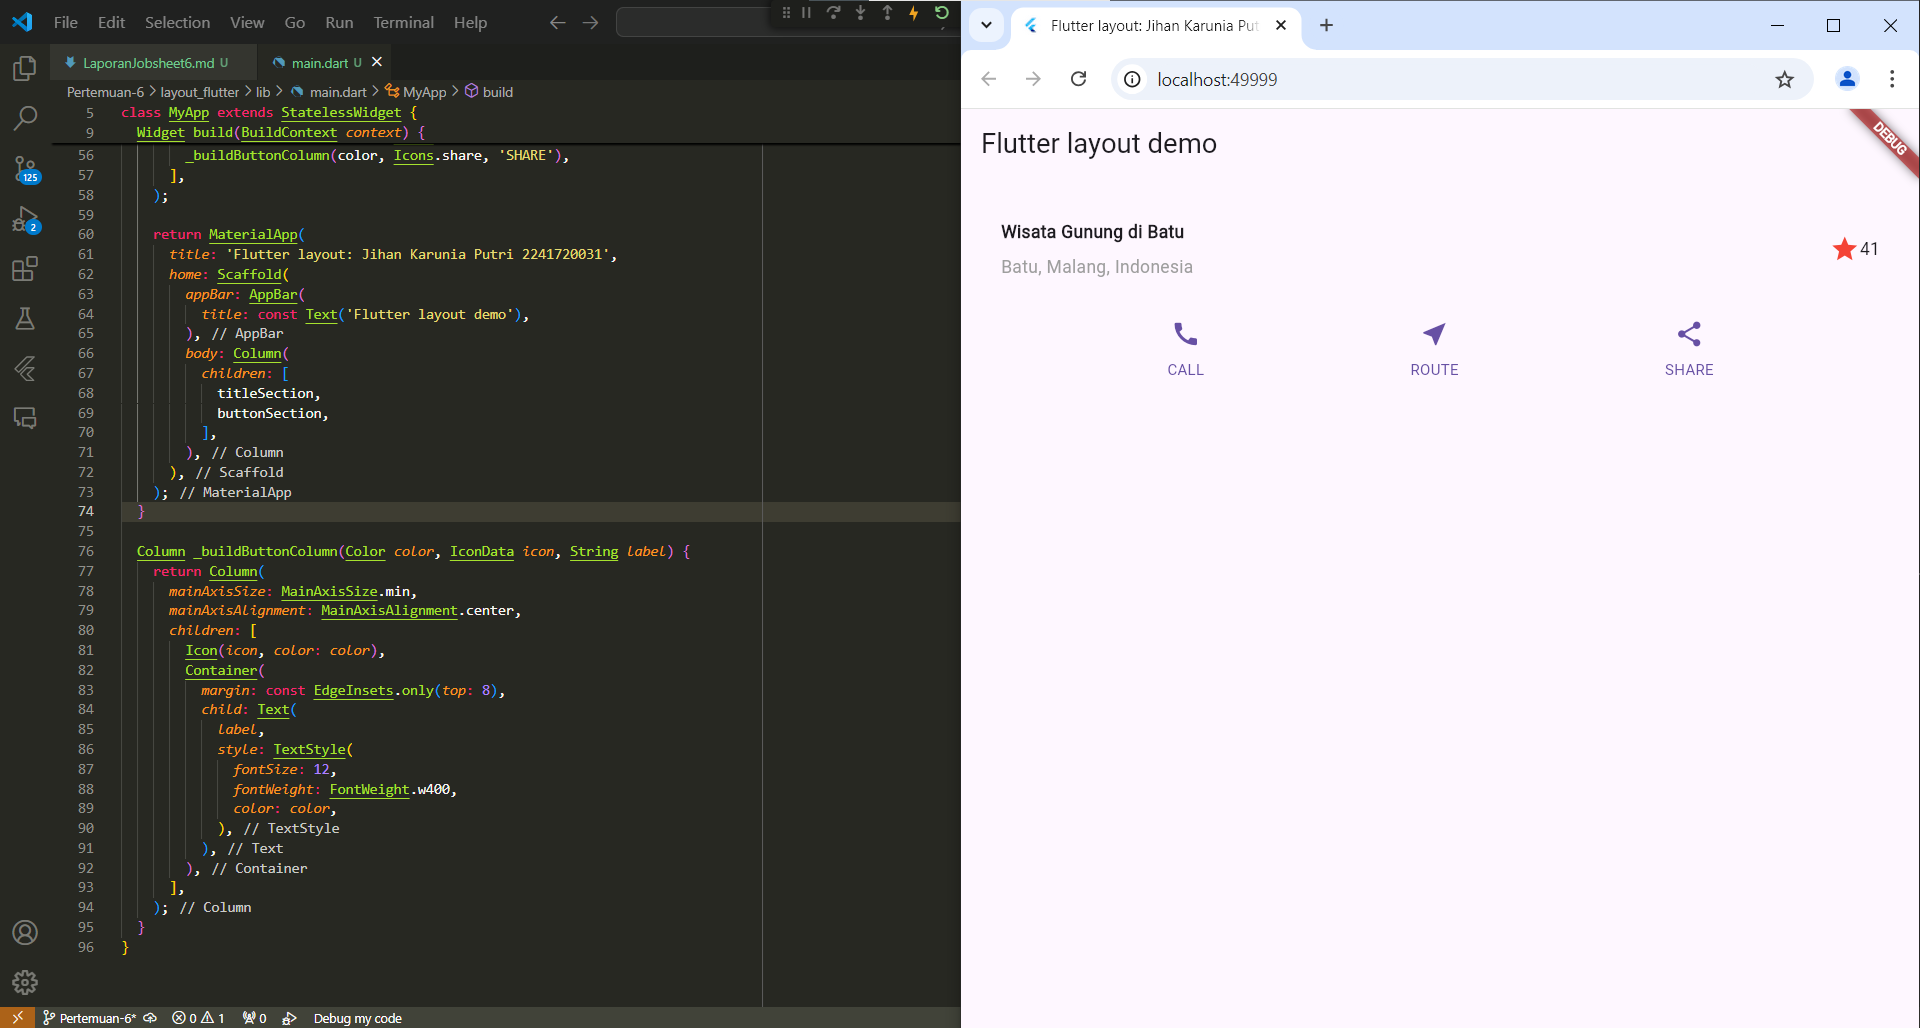 File Edit Selection View Go Run Terminal Help
LaporanJobsheet6.md U
main.dart U
Pertemuan-6 > layout_flutter > lib > main.dart > MyApp > build
5 class MyApp extends StatelessWidget {
9 Widget build(BuildContext context) {
56 _buildButtonColumn(color, Icons.share, 'SHARE'),
57 ],
58 );
59
60 return MaterialApp(
61 title: 'Flutter layout: Jihan Karunia Putri 2241720031',
62 home: Scaffold(
63 appBar: AppBar(
64 title: const Text('Flutter layout demo'),
65 ), // AppBar
66 body: Column(
67 children: [
68 titleSection,
69 buttonSection,
70 ],
71 ), // Column
72 ), // Scaffold
73 ); // MaterialApp
74 }
75
76 Column _buildButtonColumn(Color color, IconData icon, String label) {
77 return Column(
78 mainAxisSize: MainAxisSize.min,
79 mainAxisAlignment: MainAxisAlignment.center,
80 children: [
81 Icon(icon, color: color),
82 Container(
83 margin: const EdgeInsets.only(top: 8),
84 child: Text(
85 label,
86 style: TextStyle(
87 fontSize: 12,
88 fontWeight: FontWeight.w400,
89 color: color,
90 ), // TextStyle
91 ), // Text
92 ), // Container
93 ],
94 ); // Column
95 }
96 }
125
2
Pertemuan-6* 0 1 0 Debug my code
Flutter layout: Jihan Karunia Put
localhost:49999
Flutter layout demo
DEBUG
Wisata Gunung di Batu
Batu, Malang, Indonesia
41
CALL ROUTE SHARE